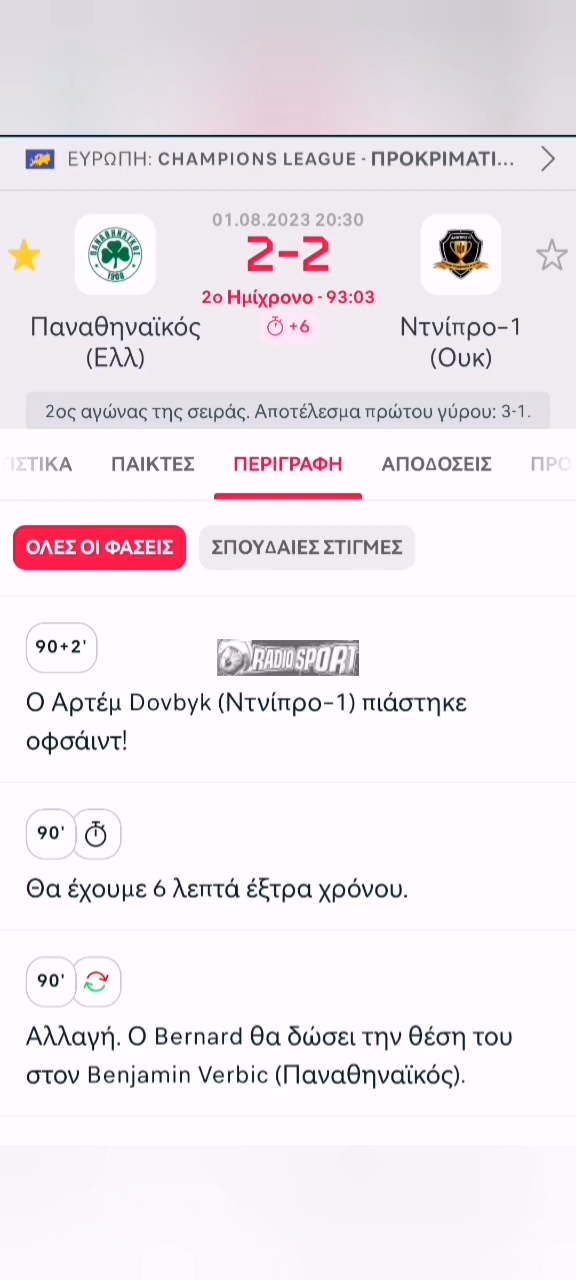 ΕΥΡΩΠΗ: CHAMPIONS LEAGUE - ΠΡΟΚΡΙΜΑΤΙ...
01.08.2023 20:30
2-2
2ο Ημίχρονο - 93:03
+6
ΠΑΝΑΘΗΝΑΪΚΟΣ
1908
Παναθηναϊκός
(Ελλ)
Ντνίπρο-1
(Ουκ)
2ος αγώνας της σειράς. Αποτέλεσμα πρώτου γύρου: 3-1.
ΙΣΤΙΚΑ ΠΑΙΚΤΕΣ ΠΕΡΙΓΡΑΦΗ ΑΠΟΔΟΣΕΙΣ ΠΡΟ
ΟΛΕΣ ΟΙ ΦΑΣΕΙΣ ΣΠΟΥΔΑΙΕΣ ΣΤΙΓΜΕΣ
90+2'
RADIO SPORT
Ο Αρτέμ Dovbyk (Ντνίπρο-1) πιάστηκε
οφσάιντ!
90'
Θα έχουμε 6 λεπτά έξτρα χρόνου.
90'
Αλλαγή. Ο Bernard θα δώσει την θέση του
στον Benjamin Verbic (Παναθηναϊκός).